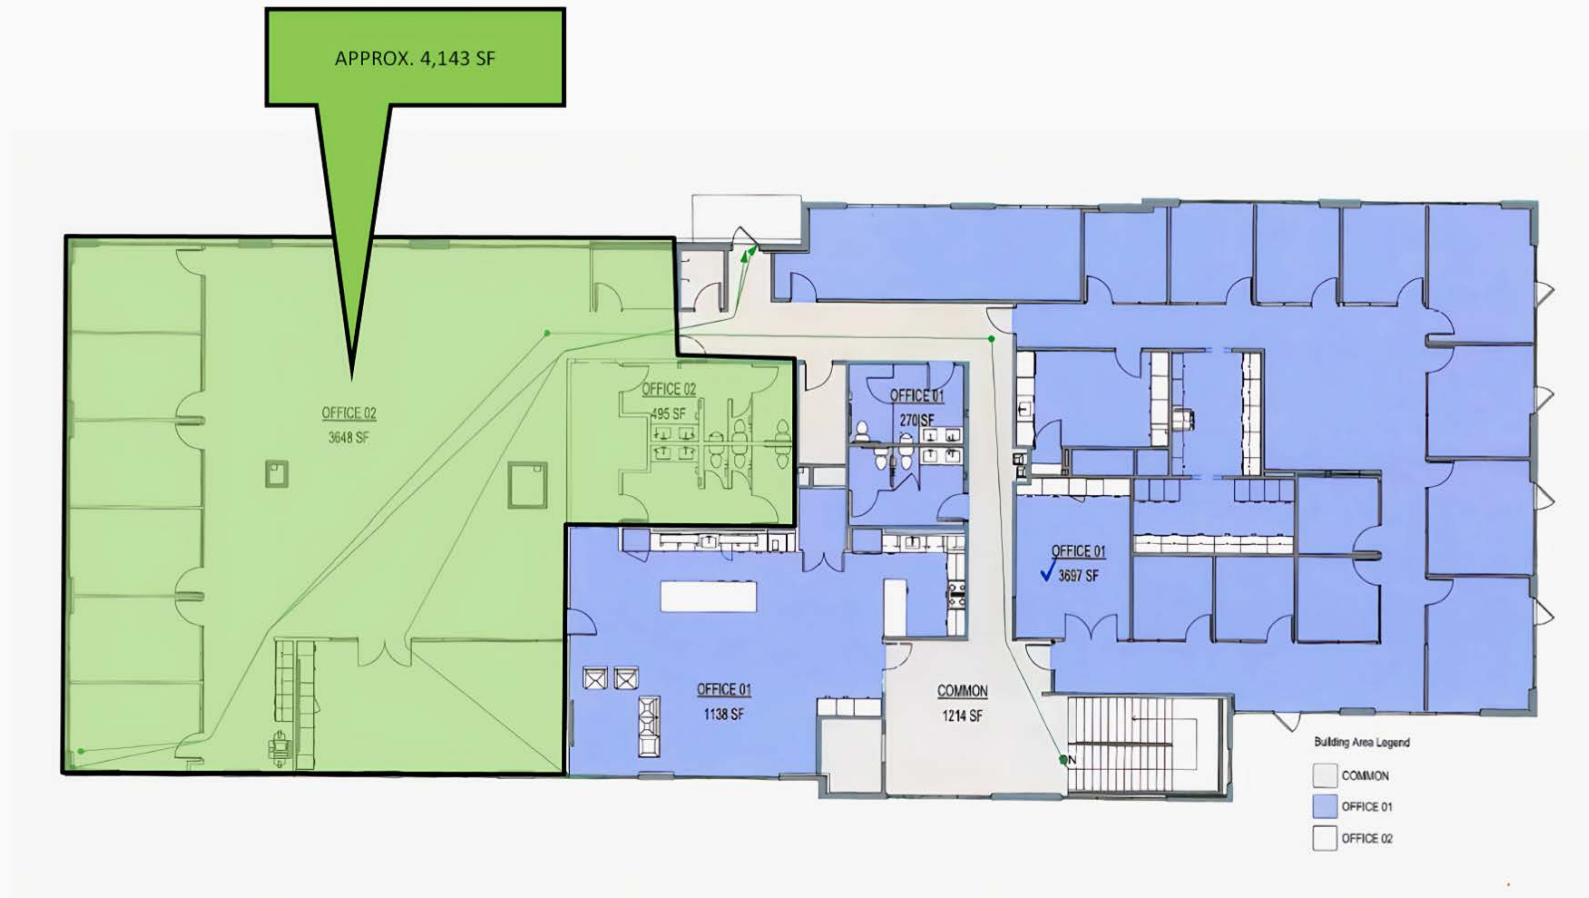 APPROX. 4,143 SF
OFFICE 02
3648 SF
OFFICE 02
495 SF
OFFICE 01
270 SF
OFFICE 01
3697 SF
OFFICE 01
1138 SF
COMMON
1214 SF
N
Building Area Legend
COMMON
OFFICE 01
OFFICE 02